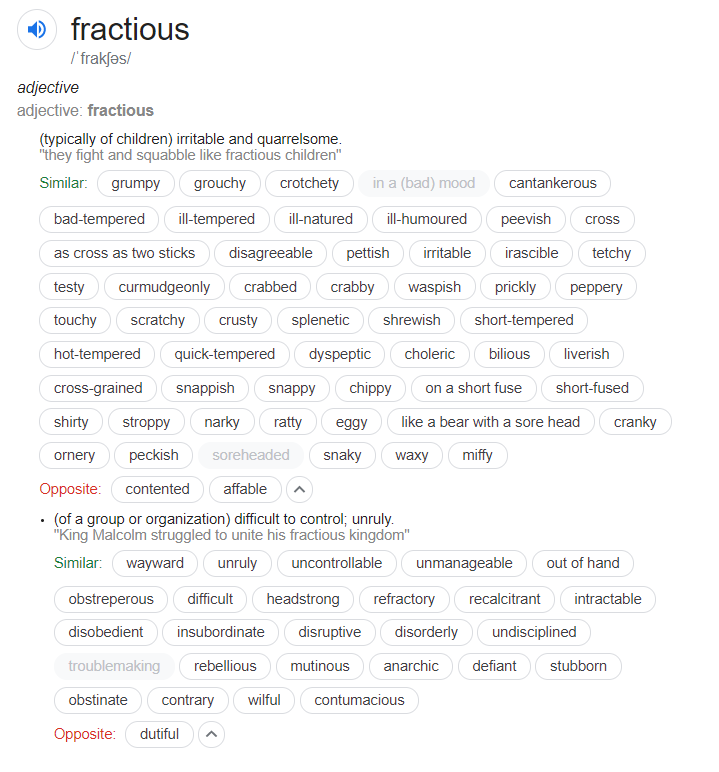 fractious
/ˈfrakʃəs/
adjective
adjective: fractious
(typically of children) irritable and quarrelsome.
"they fight and squabble like fractious children"
Similar: grumpy grouchy crotchety in a (bad) mood cantankerous
bad-tempered ill-tempered ill-natured ill-humoured peevish cross
as cross as two sticks disagreeable pettish irritable irascible tetchy
testy curmudgeonly crabbed crabby waspish prickly peppery
touchy scratchy crusty splenetic shrewish short-tempered
hot-tempered quick-tempered dyspeptic choleric bilious liverish
cross-grained snappish snappy chippy on a short fuse short-fused
shirty stroppy narky ratty eggy like a bear with a sore head cranky
ornery peckish soreheaded snaky waxy miffy
Opposite: contented affable
• (of a group or organization) difficult to control; unruly.
"King Malcolm struggled to unite his fractious kingdom"
Similar: wayward unruly uncontrollable unmanageable out of hand
obstreperous difficult headstrong refractory recalcitrant intractable
disobedient insubordinate disruptive disorderly undisciplined
troublemaking rebellious mutinous anarchic defiant stubborn
obstinate contrary wilful contumacious
Opposite: dutiful